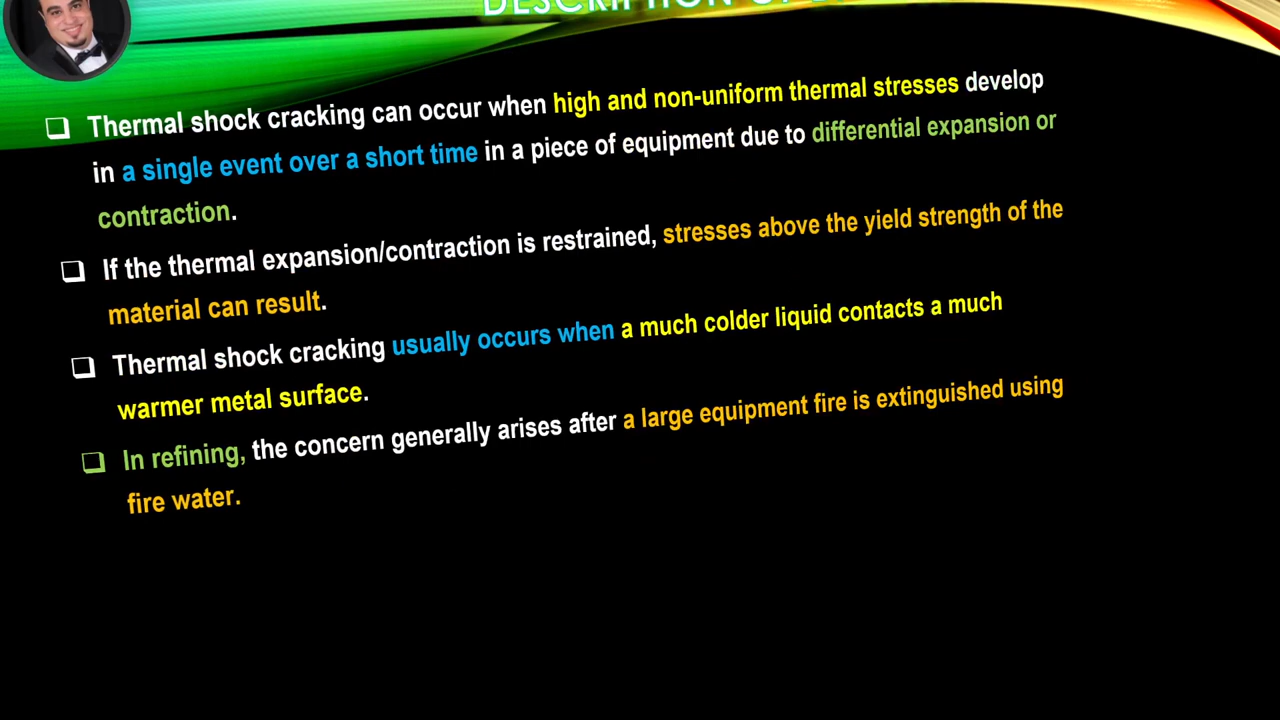 DESCRIPTION OF
❑ Thermal shock cracking can occur when high and non-uniform thermal stresses develop
in a single event over a short time in a piece of equipment due to differential expansion or
contraction.
❑ If the thermal expansion/contraction is restrained, stresses above the yield strength of the
material can result.
❑ Thermal shock cracking usually occurs when a much colder liquid contacts a much
warmer metal surface.
❑ In refining, the concern generally arises after a large equipment fire is extinguished using
fire water.